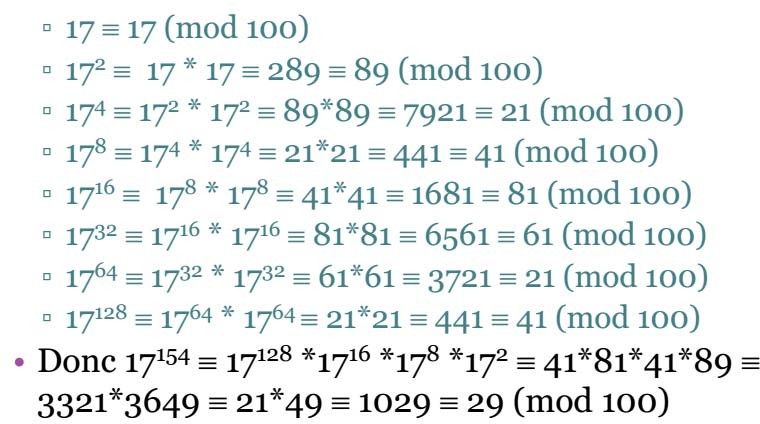 ▫ 17 ≡ 17 (mod 100)
▫ 17² ≡ 17 * 17 ≡ 289 ≡ 89 (mod 100)
▫ 17⁴ ≡ 17² * 17² ≡ 89*89 ≡ 7921 ≡ 21 (mod 100)
▫ 17⁸ ≡ 17⁴ * 17⁴ ≡ 21*21 ≡ 441 ≡ 41 (mod 100)
▫ 17¹⁶ ≡ 17⁸ * 17⁸ ≡ 41*41 ≡ 1681 ≡ 81 (mod 100)
▫ 17³² ≡ 17¹⁶ * 17¹⁶ ≡ 81*81 ≡ 6561 ≡ 61 (mod 100)
▫ 17⁶⁴ ≡ 17³² * 17³² ≡ 61*61 ≡ 3721 ≡ 21 (mod 100)
▫ 17¹²⁸ ≡ 17⁶⁴ * 17⁶⁴ ≡ 21*21 ≡ 441 ≡ 41 (mod 100)
• Donc 17¹⁵⁴ ≡ 17¹²⁸ *17¹⁶ *17⁸ *17² ≡ 41*81*41*89 ≡
3321*3649 ≡ 21*49 ≡ 1029 ≡ 29 (mod 100)